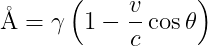 Å = γ (1 − v/c cos θ)